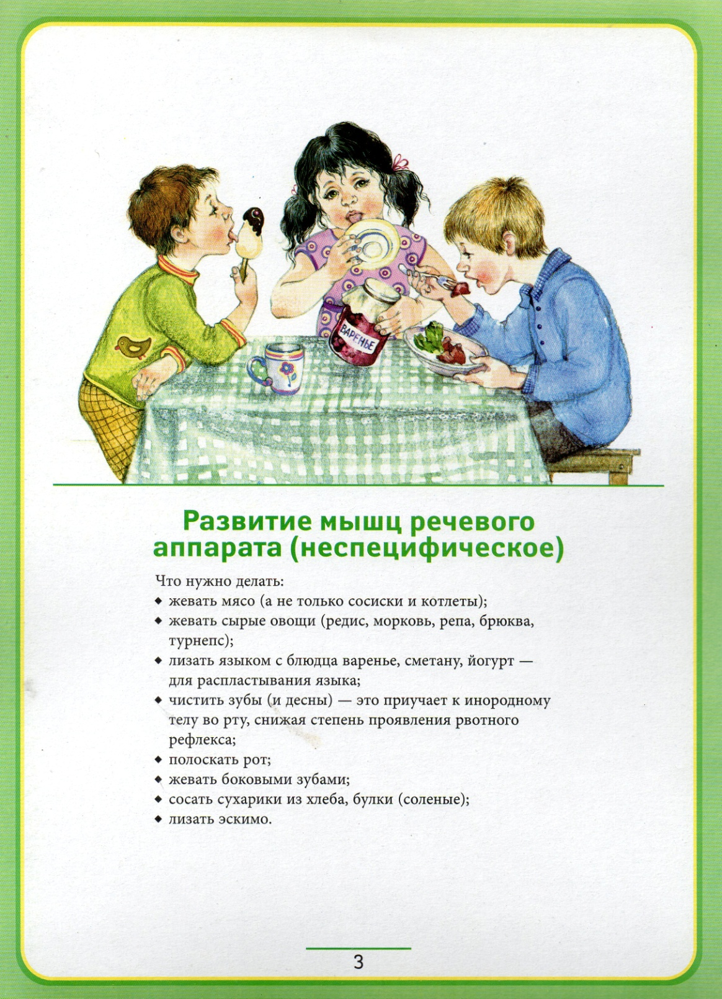 ВАРЕНЬЕ
Развитие мышц речевого
аппарата (неспецифическое)
Что нужно делать:
◆ жевать мясо (а не только сосиски и котлеты);
◆ жевать сырые овощи (редис, морковь, репа, брюква,
турнепс);
◆ лизать языком с блюдца варенье, сметану, йогурт —
для распластывания языка;
◆ чистить зубы (и десны) — это приучает к инородному
телу во рту, снижая степень проявления рвотного
рефлекса;
◆ полоскать рот;
◆ жевать боковыми зубами;
◆ сосать сухарики из хлеба, булки (соленые);
◆ лизать эскимо.
3